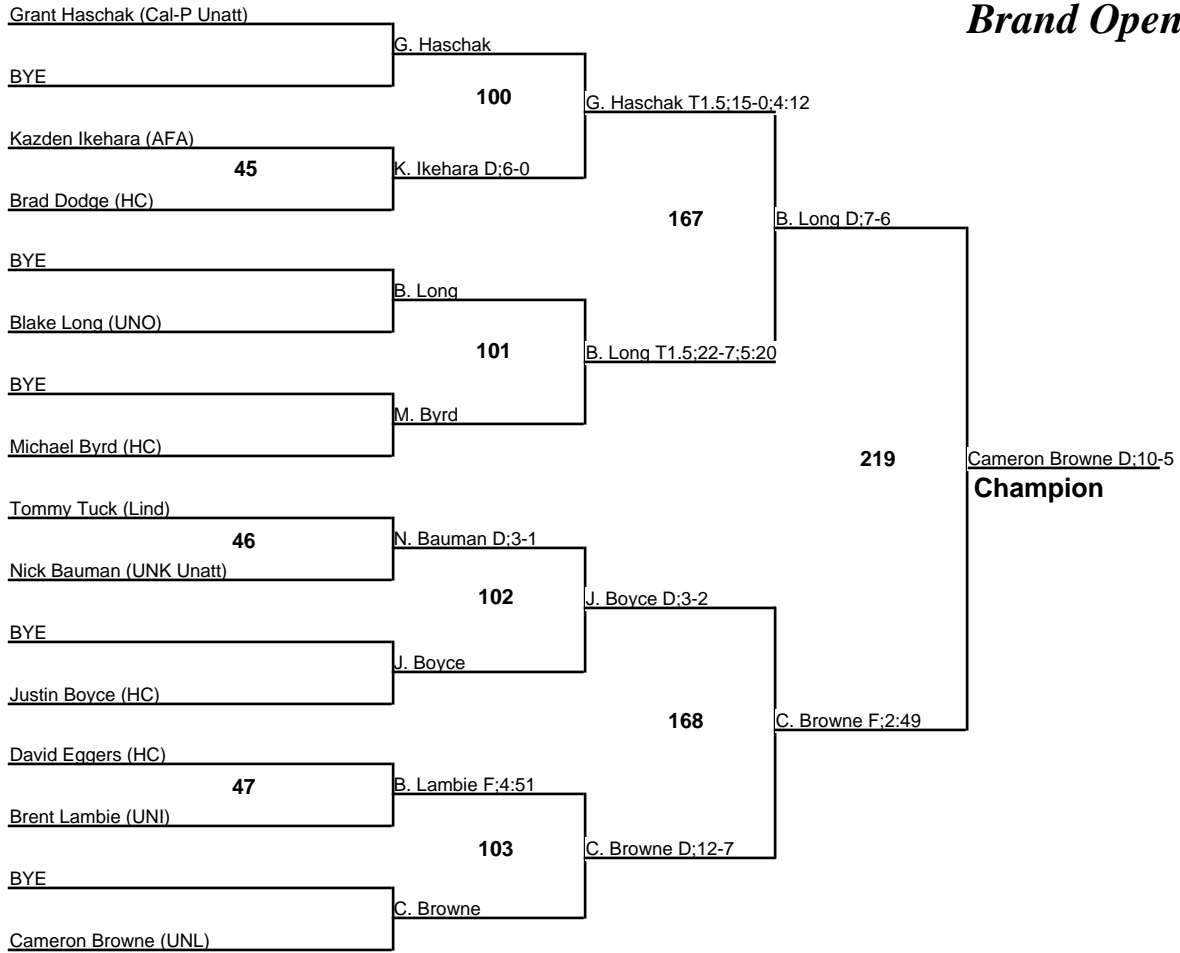 Brand Open
Grant Haschak (Cal-P Unatt)
G. Haschak
BYE
100
G. Haschak T1.5;15-0;4:12
Kazden Ikehara (AFA)
45
K. Ikehara D;6-0
Brad Dodge (HC)
167
B. Long D;7-6
BYE
B. Long
Blake Long (UNO)
101
B. Long T1.5;22-7;5:20
BYE
M. Byrd
Michael Byrd (HC)
219
Cameron Browne D;10-5
Champion
Tommy Tuck (Lind)
46
N. Bauman D;3-1
Nick Bauman (UNK Unatt)
102
J. Boyce D;3-2
BYE
J. Boyce
Justin Boyce (HC)
168
C. Browne F;2:49
David Eggers (HC)
47
B. Lambie F;4:51
Brent Lambie (UNI)
103
C. Browne D;12-7
BYE
C. Browne
Cameron Browne (UNL)